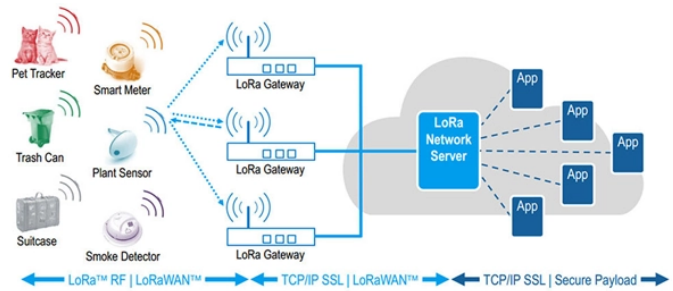 Pet Tracker
Smart Meter
Trash Can
Plant Sensor
Suitcase
Smoke Detector
LoRa Gateway
LoRa Gateway
LoRa Gateway
LoRa
Network
Server
App
App
App
App
App
LoRa™ RF | LoRaWAN™
TCP/IP SSL | LoRaWAN™
TCP/IP SSL | Secure Payload